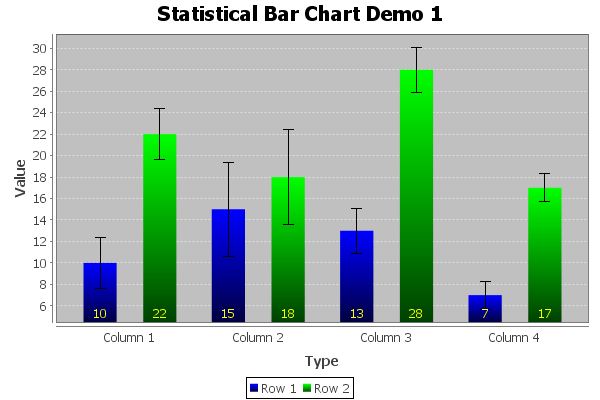 Statistical Bar Chart Demo 1
Value
30
28
26
24
22
20
18
16
14
12
10
8
6
10 22 15 18 13 28 7 17
Column 1 Column 2 Column 3 Column 4
Type
Row 1 Row 2